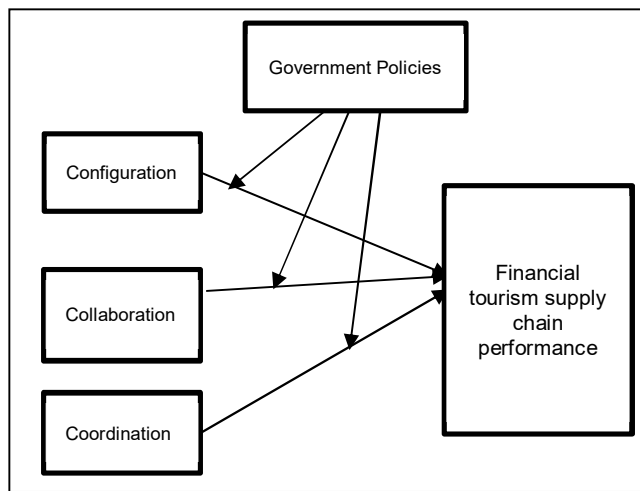 Government Policies
Configuration
Collaboration
Coordination
Financial
tourism supply
chain
performance